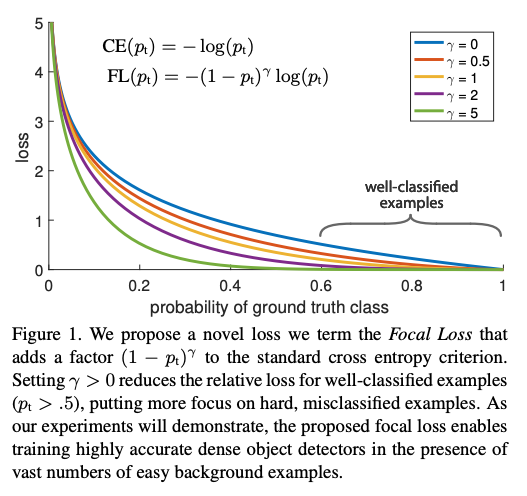 5
CE(pt) = − log(pt)
FL(pt) = −(1 − pt)γ log(pt)
γ = 0
γ = 0.5
γ = 1
γ = 2
γ = 5
4
3
2
1
0
loss
well-classified
examples
0 0.2 0.4 0.6 0.8 1
probability of ground truth class
Figure 1. We propose a novel loss we term the Focal Loss that
adds a factor (1 − pt)γ to the standard cross entropy criterion.
Setting γ > 0 reduces the relative loss for well-classified examples
(pt > .5), putting more focus on hard, misclassified examples. As
our experiments will demonstrate, the proposed focal loss enables
training highly accurate dense object detectors in the presence of
vast numbers of easy background examples.